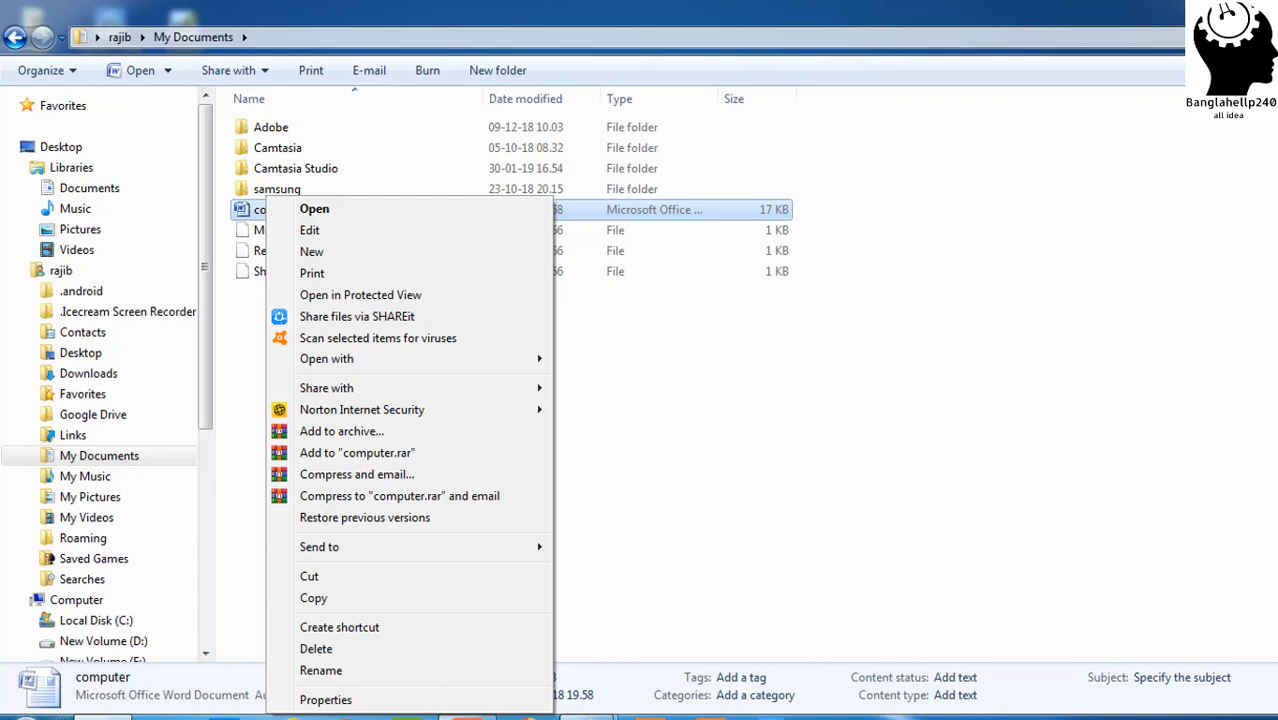 rajib My Documents
Organize Open Share with Print E-mail Burn New folder
Banglahellp240
all idea
Favorites
Desktop
Libraries
Documents
Music
Pictures
Videos
rajib
.android
.Icecream Screen Recorder
Contacts
Desktop
Downloads
Favorites
Google Drive
Links
My Documents
My Music
My Pictures
My Videos
Roaming
Saved Games
Searches
Computer
Local Disk (C:)
New Volume (D:)
Name Date modified Type Size
Adobe 09-12-18 10.03 File folder
Camtasia 05-10-18 08.32 File folder
Camtasia Studio 30-01-19 16.54 File folder
samsung 23-10-18 20.15 File folder
Microsoft Office ... 17 KB
File 1 KB
File 1 KB
File 1 KB
Open
Edit
New
Print
Open in Protected View
Share files via SHAREit
Scan selected items for viruses
Open with
Share with
Norton Internet Security
Add to archive...
Add to "computer.rar"
Compress and email...
Compress to "computer.rar" and email
Restore previous versions
Send to
Cut
Copy
Create shortcut
Delete
Rename
Properties
computer Tags: Add a tag Content status: Add text Subject: Specify the subject
Microsoft Office Word Document 18 19.58 Categories: Add a category Content type: Add text